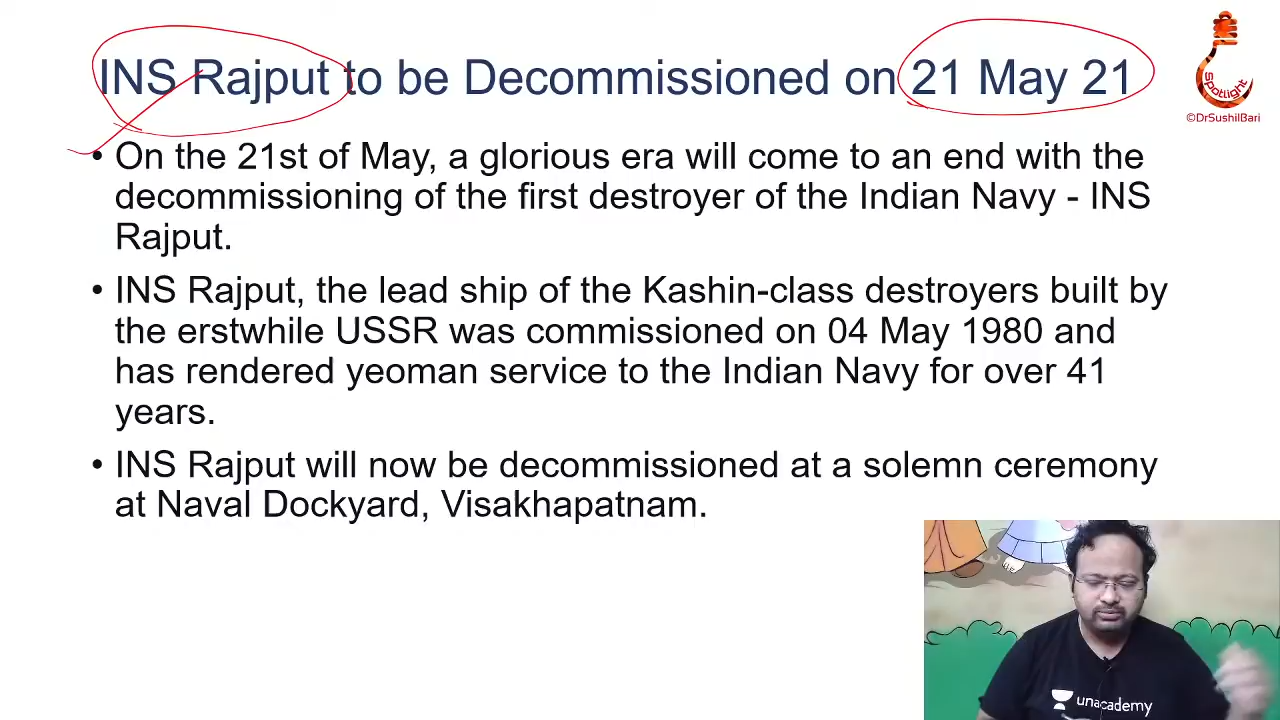 INS Rajput to be Decommissioned on 21 May 21
Spotlight
©DrSushilBari
• On the 21st of May, a glorious era will come to an end with the
decommissioning of the first destroyer of the Indian Navy - INS
Rajput.
• INS Rajput, the lead ship of the Kashin-class destroyers built by
the erstwhile USSR was commissioned on 04 May 1980 and
has rendered yeoman service to the Indian Navy for over 41
years.
• INS Rajput will now be decommissioned at a solemn ceremony
at Naval Dockyard, Visakhapatnam.
unacademy